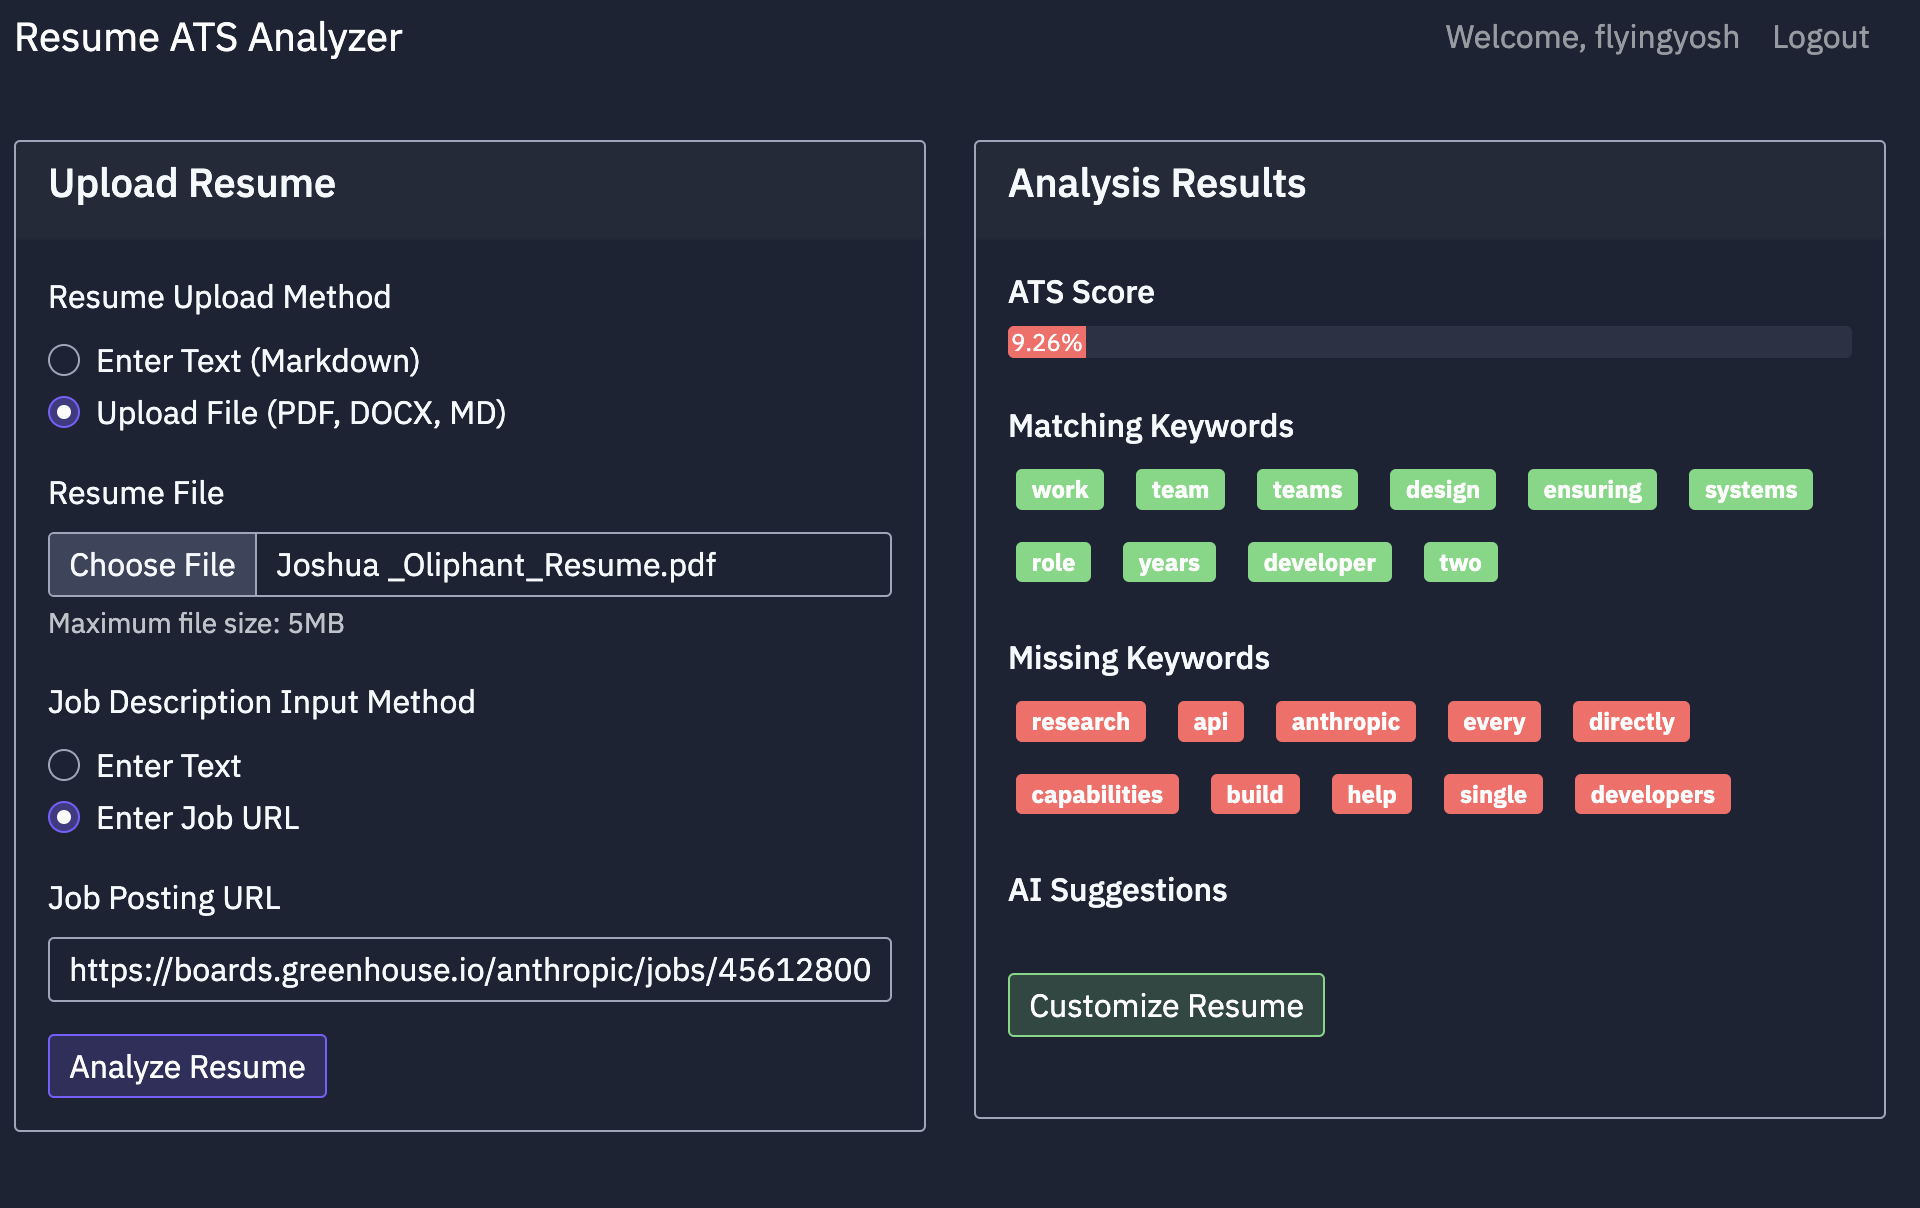 Resume ATS Analyzer
Welcome, flyingyosh Logout
Upload Resume
Resume Upload Method
Enter Text (Markdown)
Upload File (PDF, DOCX, MD)
Resume File
Choose File Joshua _Oliphant_Resume.pdf
Maximum file size: 5MB
Job Description Input Method
Enter Text
Enter Job URL
Job Posting URL
https://boards.greenhouse.io/anthropic/jobs/45612800
Analyze Resume
Analysis Results
ATS Score
9.26%
Matching Keywords
work team teams design ensuring systems
role years developer two
Missing Keywords
research api anthropic every directly
capabilities build help single developers
AI Suggestions
Customize Resume